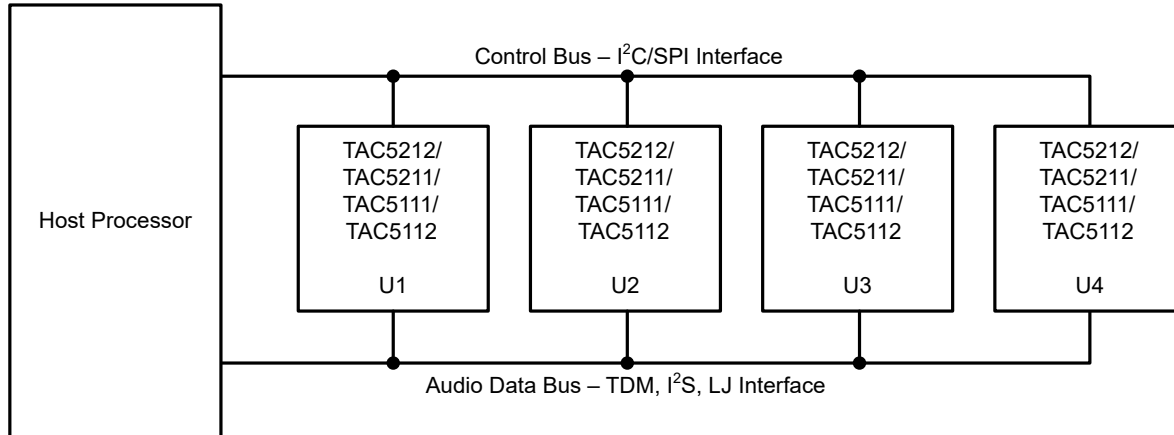 Control Bus – I²C/SPI Interface
Host Processor
TAC5212/
TAC5211/
TAC5111/
TAC5112
U1
TAC5212/
TAC5211/
TAC5111/
TAC5112
U2
TAC5212/
TAC5211/
TAC5111/
TAC5112
U3
TAC5212/
TAC5211/
TAC5111/
TAC5112
U4
Audio Data Bus – TDM, I²S, LJ Interface